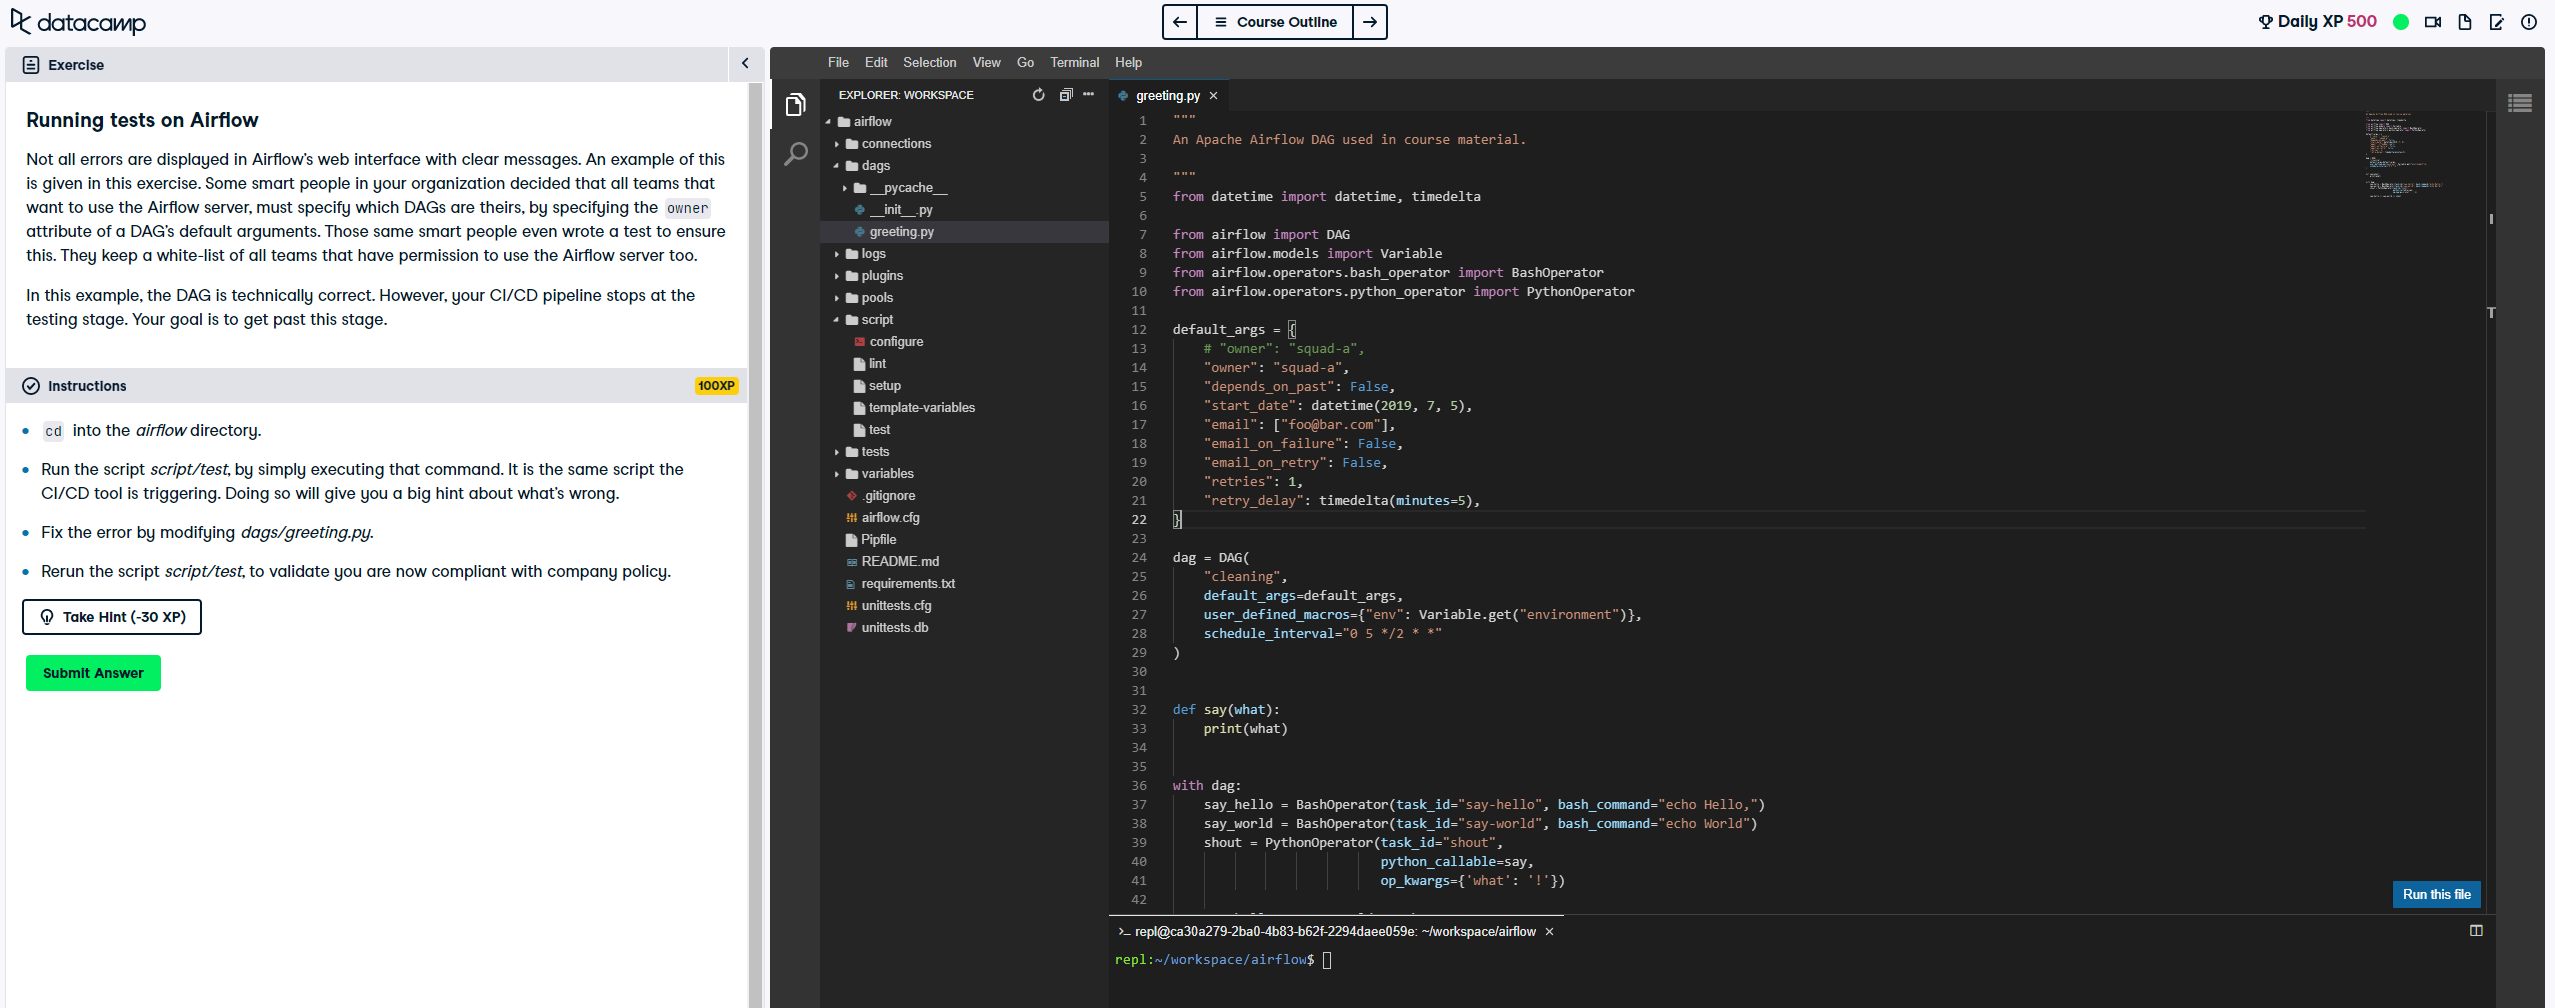 datacamp
Course Outline
Daily XP 500
Exercise
Running tests on Airflow
Not all errors are displayed in Airflow's web interface with clear messages. An example of this
is given in this exercise. Some smart people in your organization decided that all teams that
want to use the Airflow server, must specify which DAGs are theirs, by specifying the owner
attribute of a DAG's default arguments. Those same smart people even wrote a test to ensure
this. They keep a white-list of all teams that have permission to use the Airflow server too.
In this example, the DAG is technically correct. However, your CI/CD pipeline stops at the
testing stage. Your goal is to get past this stage.
Instructions
100XP
cd into the airflow directory.
Run the script script/test, by simply executing that command. It is the same script the
CI/CD tool is triggering. Doing so will give you a big hint about what's wrong.
Fix the error by modifying dags/greeting.py.
Rerun the script script/test, to validate you are now compliant with company policy.
Take Hint (-30 XP)
Submit Answer
File Edit Selection View Go Terminal Help
EXPLORER: WORKSPACE
airflow
connections
dags
__pycache__
__init__.py
greeting.py
logs
plugins
pools
script
configure
lint
setup
template-variables
test
tests
variables
.gitignore
airflow.cfg
Pipfile
README.md
requirements.txt
unittests.cfg
unittests.db
greeting.py
1 """
2 An Apache Airflow DAG used in course material.
3
4 """
5 from datetime import datetime, timedelta
6
7 from airflow import DAG
8 from airflow.models import Variable
9 from airflow.operators.bash_operator import BashOperator
10 from airflow.operators.python_operator import PythonOperator
11
12 default_args = {
13 # "owner": "squad-a",
14 "owner": "squad-a",
15 "depends_on_past": False,
16 "start_date": datetime(2019, 7, 5),
17 "email": ["foo@bar.com"],
18 "email_on_failure": False,
19 "email_on_retry": False,
20 "retries": 1,
21 "retry_delay": timedelta(minutes=5),
22 }
23
24 dag = DAG(
25 "cleaning",
26 default_args=default_args,
27 user_defined_macros={"env": Variable.get("environment")},
28 schedule_interval="0 5 */2 * *"
29 )
30
31
32 def say(what):
33 print(what)
34
35
36 with dag:
37 say_hello = BashOperator(task_id="say-hello", bash_command="echo Hello,")
38 say_world = BashOperator(task_id="say-world", bash_command="echo World")
39 shout = PythonOperator(task_id="shout",
40 python_callable=say,
41 op_kwargs={'what': '!'})
42
Run this file
repl@ca30a279-2ba0-4b83-b62f-2294daee059e: ~/workspace/airflow
repl:~/workspace/airflow$